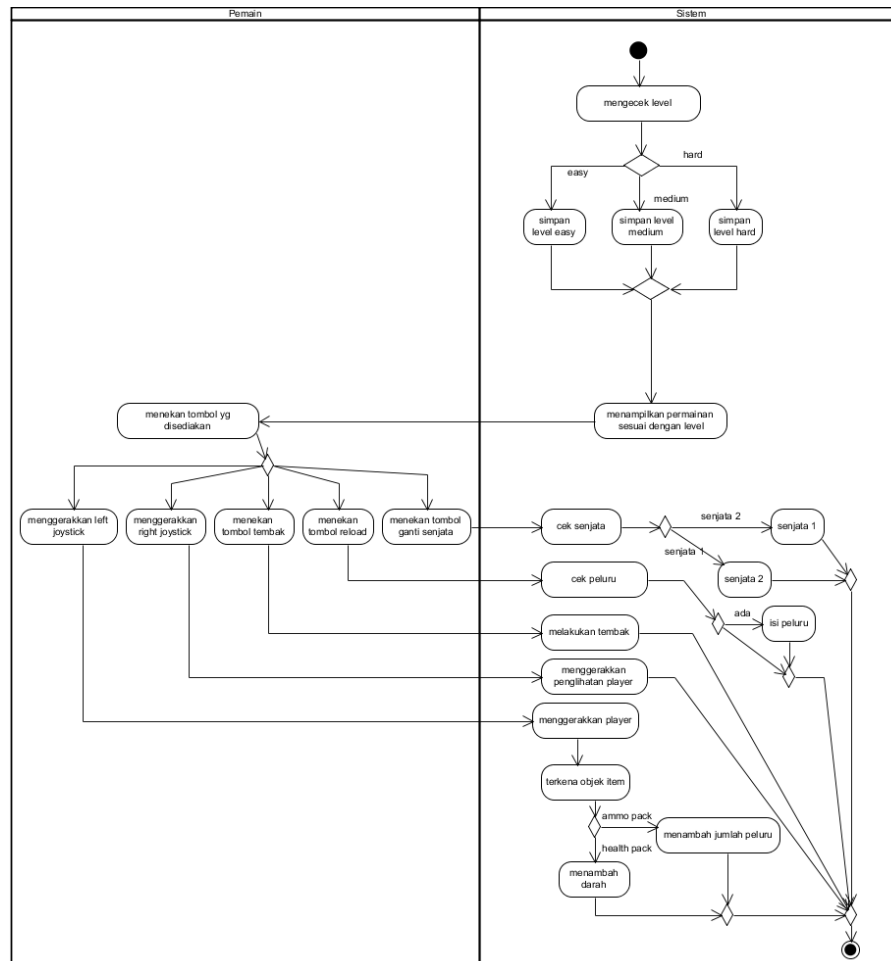 Pemain
Sistem
mengecek level
hard
easy
medium
simpan
level easy
simpan level
medium
simpan
level hard
menekan tombol yg
disediakan
menampilkan permainan
sesuai dengan level
menggerakkan left
joystick
menggerakkan
right joystick
menekan
tombol tembak
menekan
tombol reload
menekan tombol
ganti senjata
cek senjata
senjata 2
senjata 1
senjata 1
senjata 2
cek peluru
ada
isi peluru
melakukan tembak
menggerakkan
penglihatan player
menggerakkan player
terkena objek item
ammo pack
menambah jumlah peluru
health pack
menambah
darah